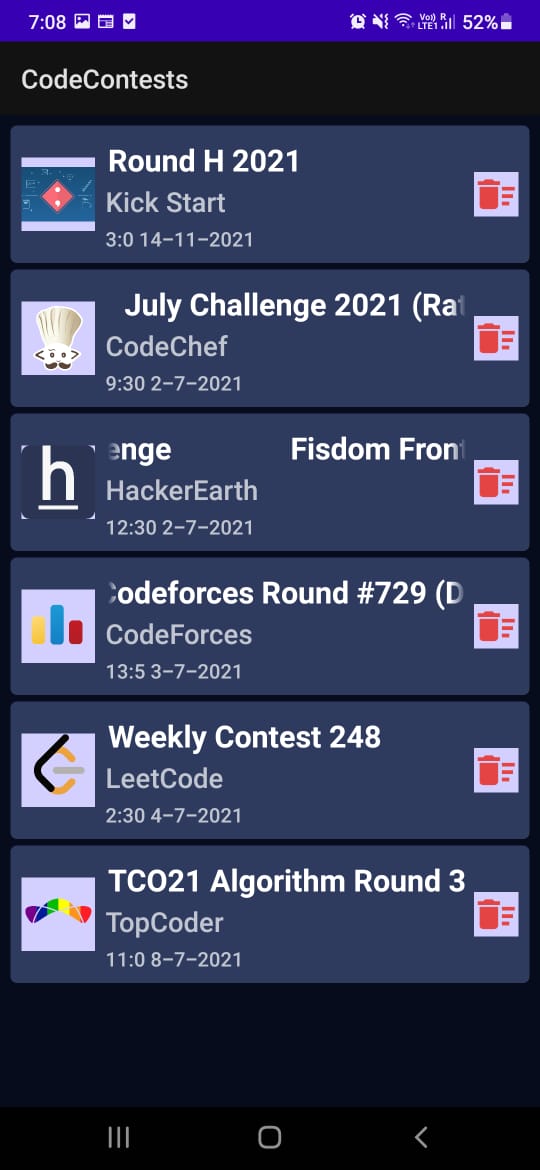 7:08 Vo)) R LTE1 52%
CodeContests
Round H 2021
Kick Start
3:0 14-11-2021
July Challenge 2021 (Rat
CodeChef
9:30 2-7-2021
enge Fisdom Front
h
HackerEarth
12:30 2-7-2021
Codeforces Round #729 (D
CodeForces
13:5 3-7-2021
Weekly Contest 248
LeetCode
2:30 4-7-2021
TCO21 Algorithm Round 3
TopCoder
11:0 8-7-2021